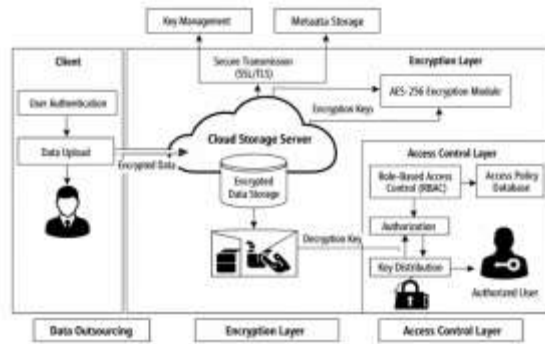 Key Management
Metadata Storage
Client
Secure Transmission
(SSL/TLS)
Encryption Layer
User Authentication
AES-256 Encryption Module
Encryption Keys
Cloud Storage Server
Data Upload
Encrypted Data
Access Control Layer
Encrypted
Data Storage
Role-Based Access
Control (RBAC)
Access Policy
Database
Authorization
Decryption Key
Key Distribution
Authorized User
Data Outsourcing
Encryption Layer
Access Control Layer